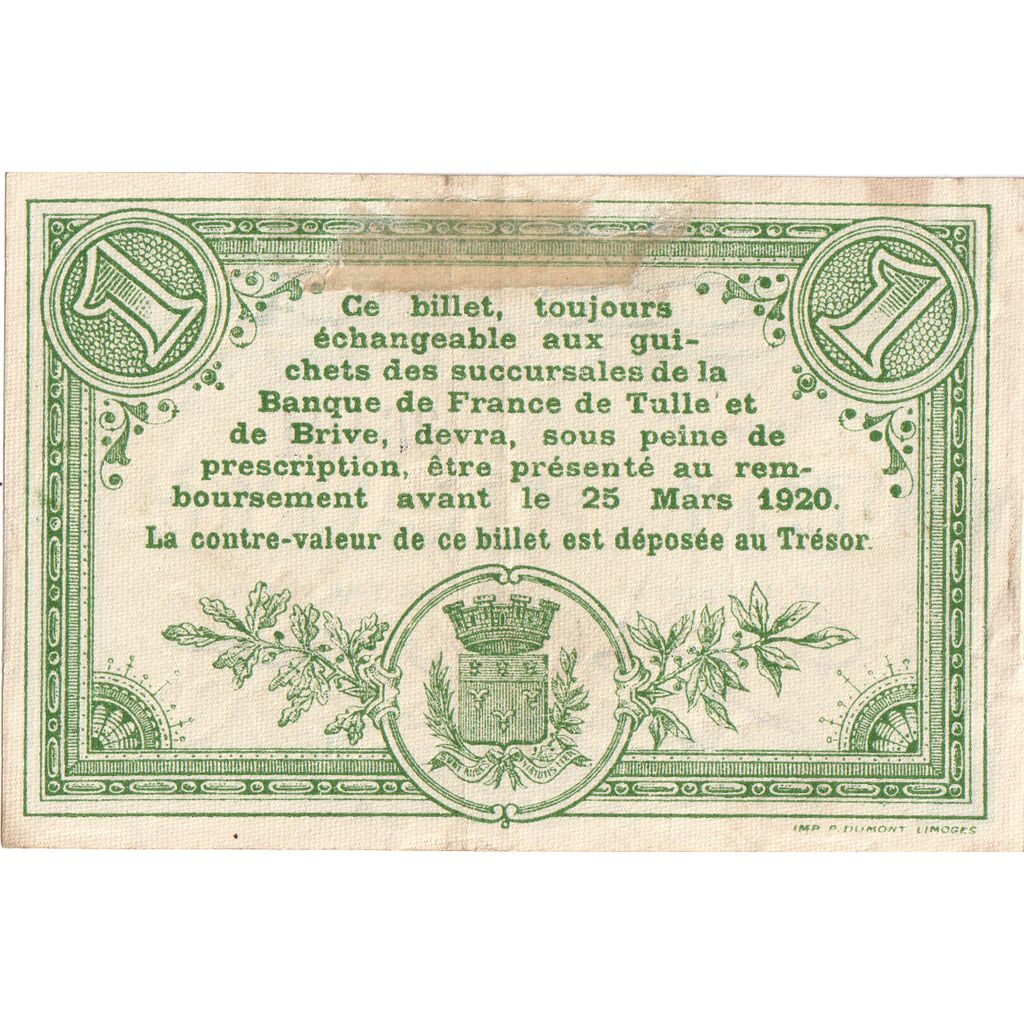 1 1
Ce billet, toujours
échangeable aux gui-
chets des succursales de la
Banque de France de Tulle et
de Brive, devra, sous peine de
prescription, être présenté au rem-
boursement avant le 25 Mars 1920.
La contre-valeur de ce billet est déposée au Trésor.
IMP. P. DUMONT LIMOGES